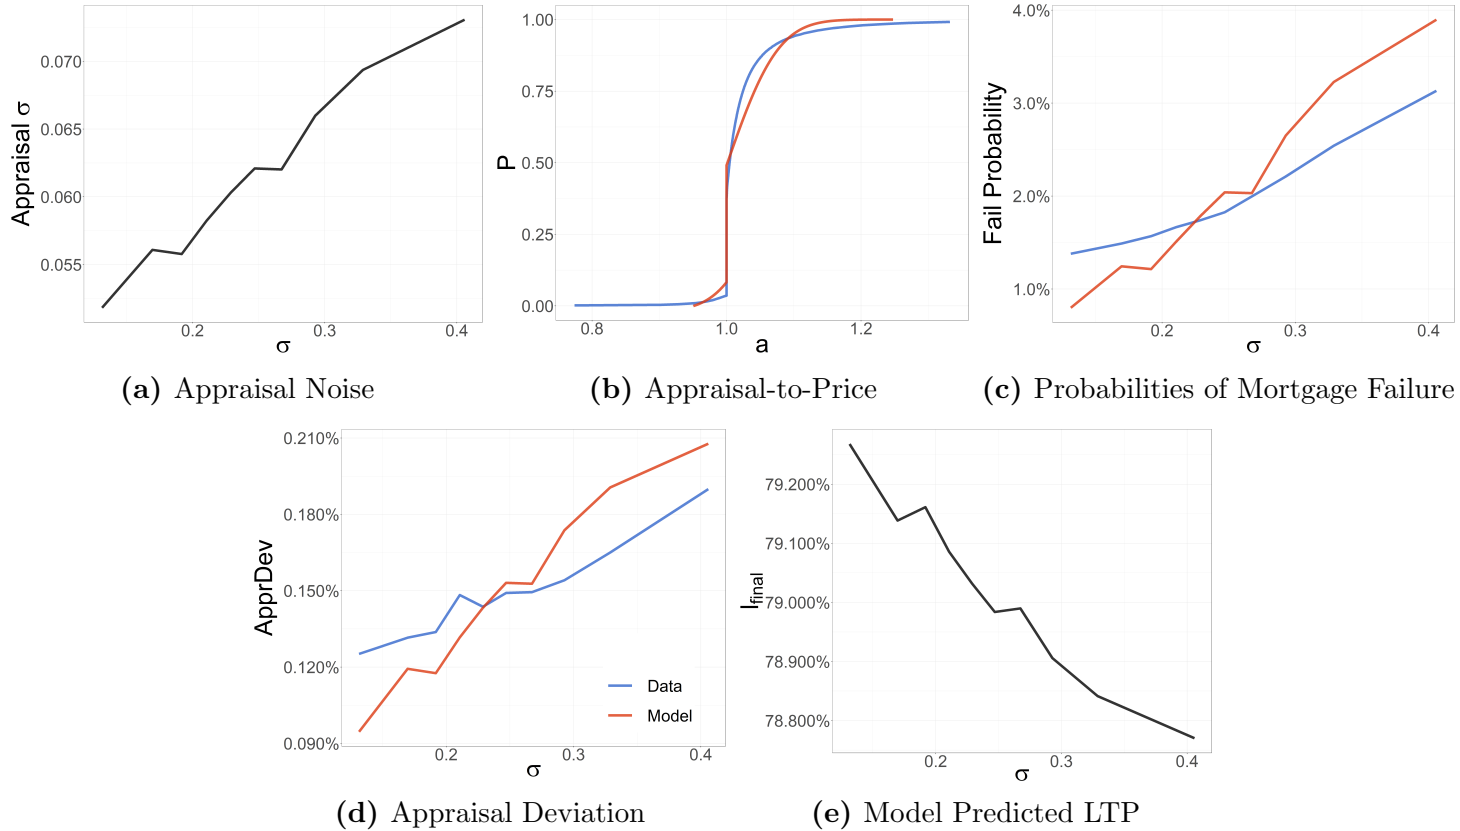 0.070
0.065
0.060
0.055
Appraisal σ
0.2 0.3 0.4
σ
(a) Appraisal Noise
1.00
0.75
0.50
0.25
0.00
P
0.8 1.0 1.2
a
(b) Appraisal-to-Price
4.0%
3.0%
2.0%
1.0%
Fail Probability
0.2 0.3 0.4
σ
(c) Probabilities of Mortgage Failure
0.210%
0.180%
0.150%
0.120%
0.090%
ApprDev
Data
Model
0.2 0.3 0.4
σ
(d) Appraisal Deviation
79.200%
79.100%
79.000%
78.900%
78.800%
l_final
0.2 0.3 0.4
σ
(e) Model Predicted LTP